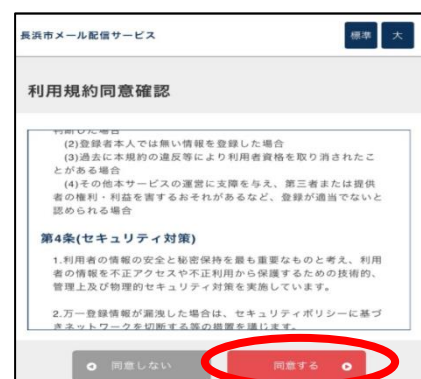 長浜市メール配信サービス
標準 大
利用規約同意確認
判断した場合
(2)登録者本人では無い情報を登録した場合
(3)過去に本規約の違反等により利用者資格を取り消されたこ
とがある場合
(4)その他本サービスの運営に支障を与え、第三者または提供
者の権利・利益を害するおそれがあるなど、登録が適当でないと
認められる場合
第4条(セキュリティ対策)
1.利用者の情報の安全と秘密保持を最も重要なものと考え、利用
者の情報を不正アクセスや不正利用から保護するための技術的、
管理上及び物理的セキュリティ対策を実施しています。
2.万一登録情報が漏洩した場合は、セキュリティポリシーに基づ
きネットワークを切断する等の措置を講じます。
同意しない
同意する